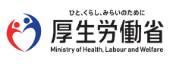 ひと、くらし、みらいのために
厚生労働省
Ministry of Health, Labour and Welfare